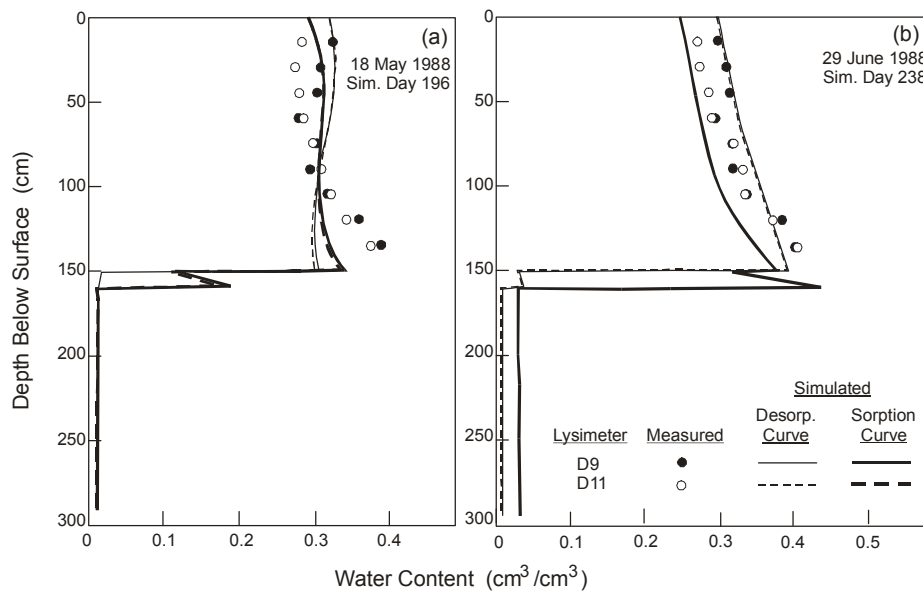 (a)
18 May 1988
Sim. Day 196
(b)
29 June 1988
Sim. Day 238
Depth Below Surface (cm)
0
50
100
150
200
250
300
0 0.1 0.2 0.3 0.4
0
50
100
150
200
250
300
0 0.1 0.2 0.3 0.4 0.5
Simulated
Desorp. Sorption
Lysimeter Measured Curve Curve
D9
D11
Water Content (cm³/cm³)